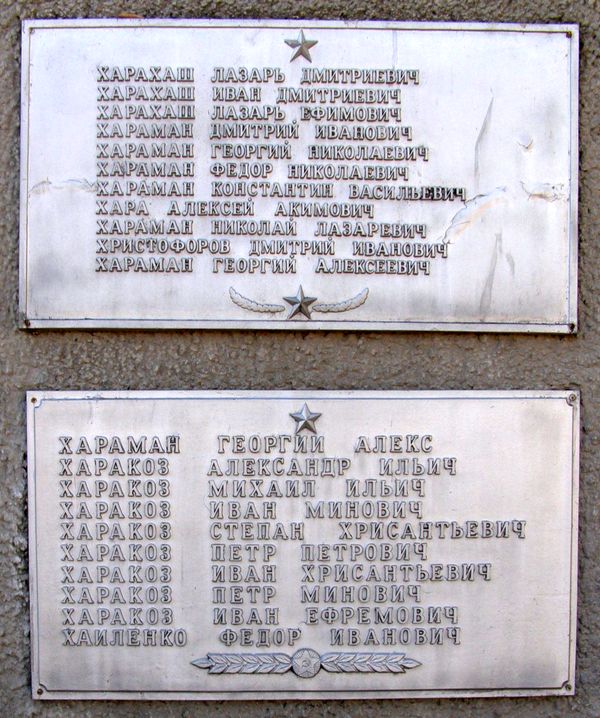 ХАРАХАШ ЛАЗАРЬ ДМИТРИЕВИЧ
ХАРАХАШ ИВАН ДМИТРИЕВИЧ
ХАРАХАШ ЛАЗАРЬ ЕФИМОВИЧ
ХАРАМАН ДМИТРИЙ ИВАНОВИЧ
ХАРАМАН ГЕОРГИЙ НИКОЛАЕВИЧ
ХАРАМАН ФЕДОР НИКОЛАЕВИЧ
ХАРАМАН КОНСТАНТИН ВАСИЛЬЕВИЧ
ХАРА АЛЕКСЕЙ АКИМОВИЧ
ХАРАМАН НИКОЛАЙ ЛАЗАРЕВИЧ
ХРИСТОФОРОВ ДМИТРИЙ ИВАНОВИЧ
ХАРАМАН ГЕОРГИЙ АЛЕКСЕЕВИЧ
ХАРАМАН ГЕОРГИИ АЛЕКС
ХАРАКОЗ АЛЕКСАНДР ИЛЬИЧ
ХАРАКОЗ МИХАИЛ ИЛЬИЧ
ХАРАКОЗ ИВАН МИНОВИЧ
ХАРАКОЗ СТЕПАН ХРИСАНТЬЕВИЧ
ХАРАКОЗ ПЕТР ПЕТРОВИЧ
ХАРАКОЗ ИВАН ХРИСАНТЬЕВИЧ
ХАРАКОЗ ПЕТР МИНОВИЧ
ХАРАКОЗ ИВАН ЕФРЕМОВИЧ
ХАИЛЕНКО ФЕДОР ИВАНОВИЧ